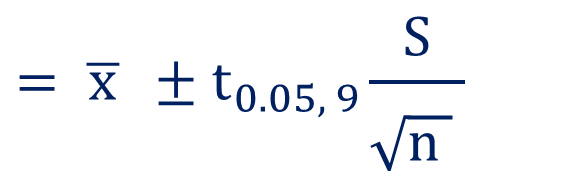 = x̅ ± t₀.₀₅, ₉ S/√n